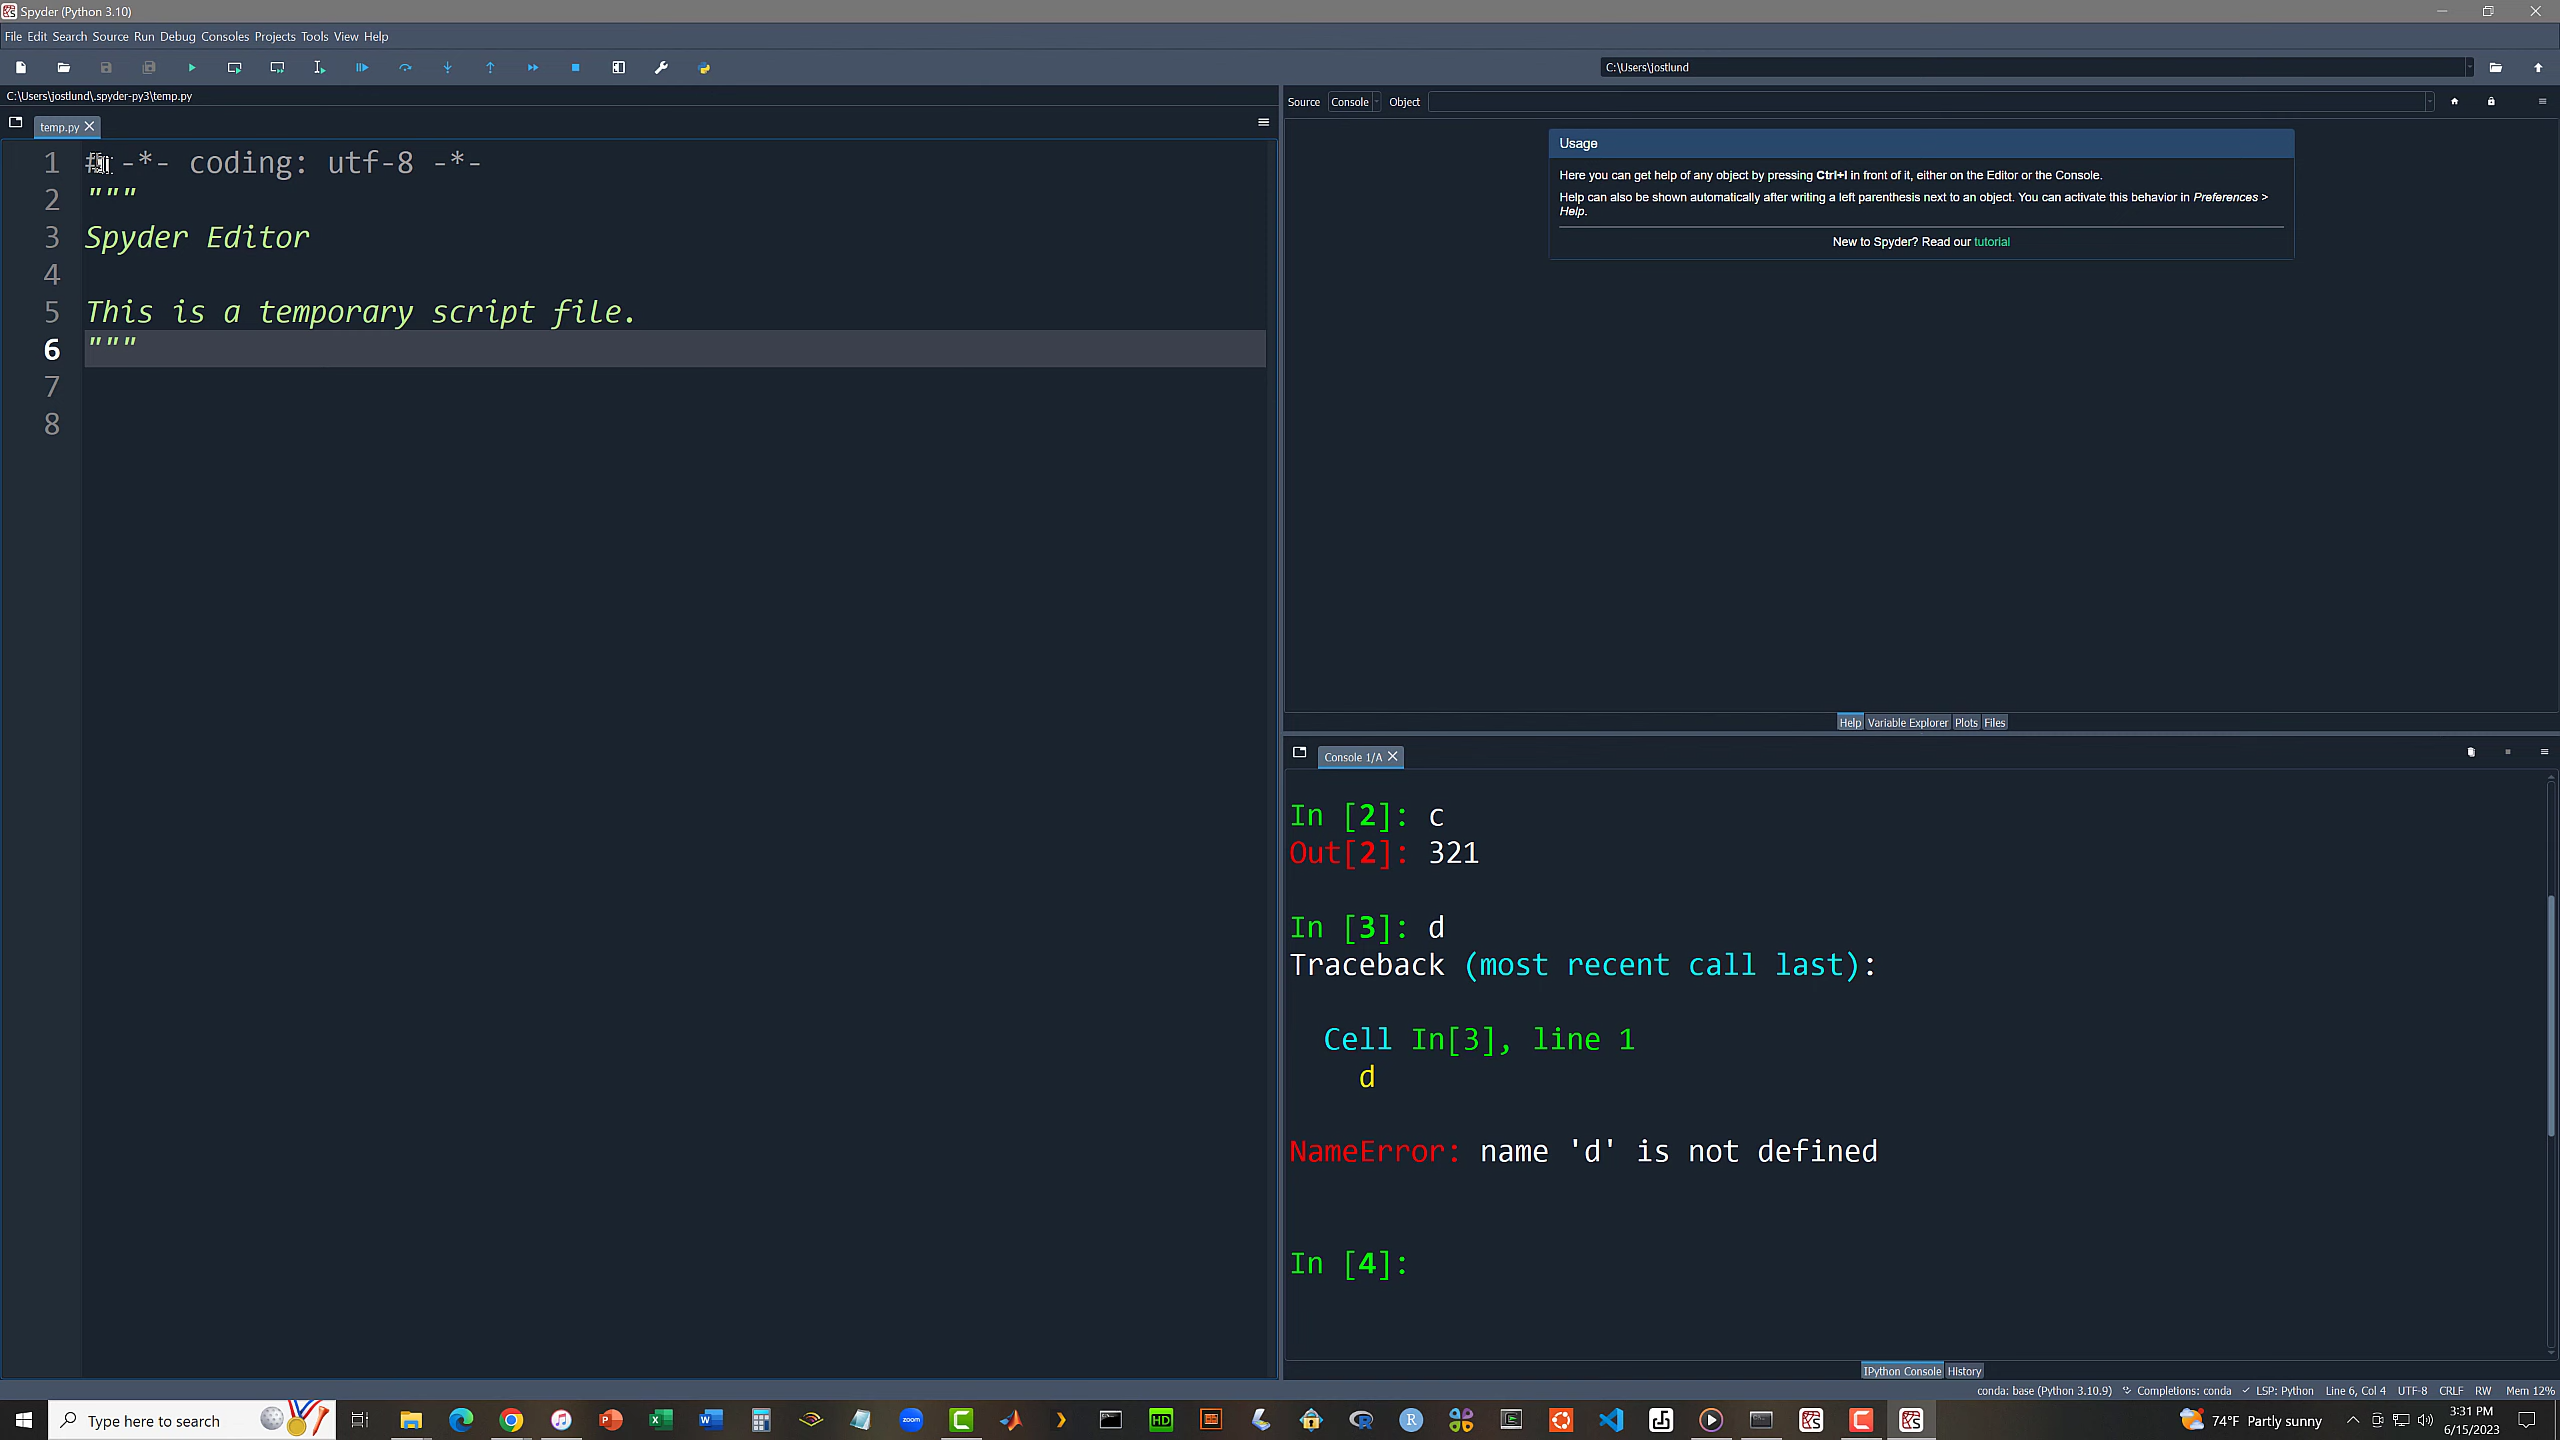 Spyder (Python 3.10)
File Edit Search Source Run Debug Consoles Projects Tools View Help
C:\Users\jostlund
C:\Users\jostlund\.spyder-py3\temp.py
temp.py
1 # -*- coding: utf-8 -*-
2 """
3 Spyder Editor
4
5 This is a temporary script file.
6 """
7
8
Source Console Object
Usage
Here you can get help of any object by pressing Ctrl+I in front of it, either on the Editor or the Console.
Help can also be shown automatically after writing a left parenthesis next to an object. You can activate this behavior in Preferences >
Help.
New to Spyder? Read our tutorial
Help Variable Explorer Plots Files
Console 1/A
In [2]: c
Out[2]: 321
In [3]: d
Traceback (most recent call last):
Cell In[3], line 1
d
NameError: name 'd' is not defined
In [4]:
IPython Console History
conda: base (Python 3.10.9) Completions: conda LSP: Python Line 6, Col 4 UTF-8 CRLF RW Mem 12%
Type here to search
zoom
HD
74°F Partly sunny
3:31 PM
6/15/2023